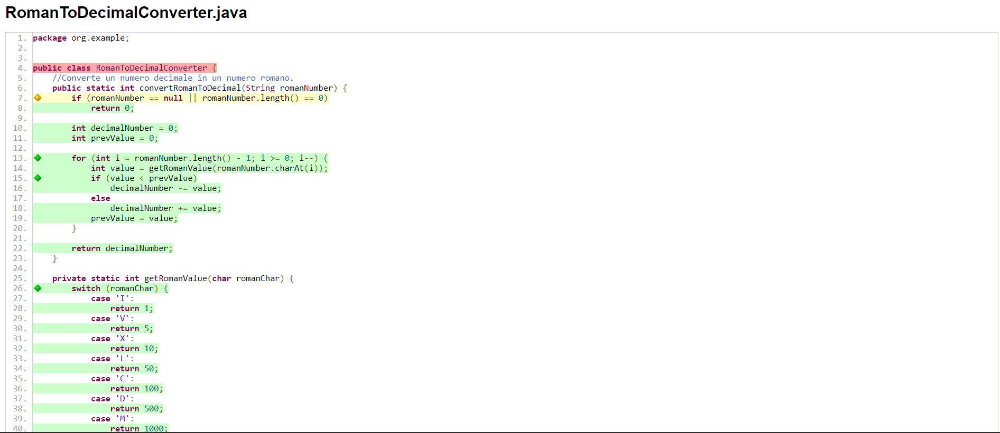 RomanToDecimalConverter.java
1. package org.example;
2.
3.
4. public class RomanToDecimalConverter {
5. //Converte un numero decimale in un numero romano.
6. public static int convertRomanToDecimal(String romanNumber) {
7. if (romanNumber == null || romanNumber.length() == 0)
8. return 0;
9.
10. int decimalNumber = 0;
11. int prevValue = 0;
12.
13. for (int i = romanNumber.length() - 1; i >= 0; i--) {
14. int value = getRomanValue(romanNumber.charAt(i));
15. if (value < prevValue)
16. decimalNumber -= value;
17. else
18. decimalNumber += value;
19. prevValue = value;
20. }
21.
22. return decimalNumber;
23. }
24.
25. private static int getRomanValue(char romanChar) {
26. switch (romanChar) {
27. case 'I':
28. return 1;
29. case 'V':
30. return 5;
31. case 'X':
32. return 10;
33. case 'L':
34. return 50;
35. case 'C':
36. return 100;
37. case 'D':
38. return 500;
39. case 'M':
40. return 1000;